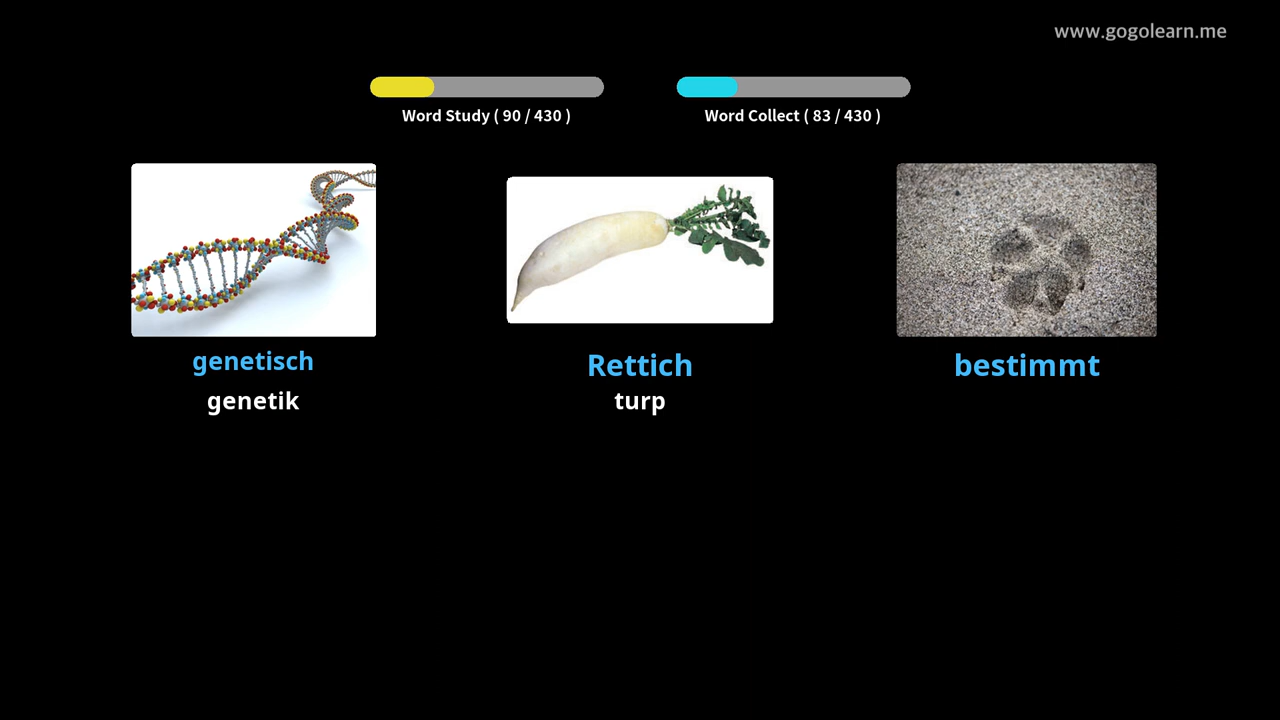 www.gogolearn.me
Word Study ( 90 / 430 )
Word Collect ( 83 / 430 )
genetisch
genetik
Rettich
turp
bestimmt